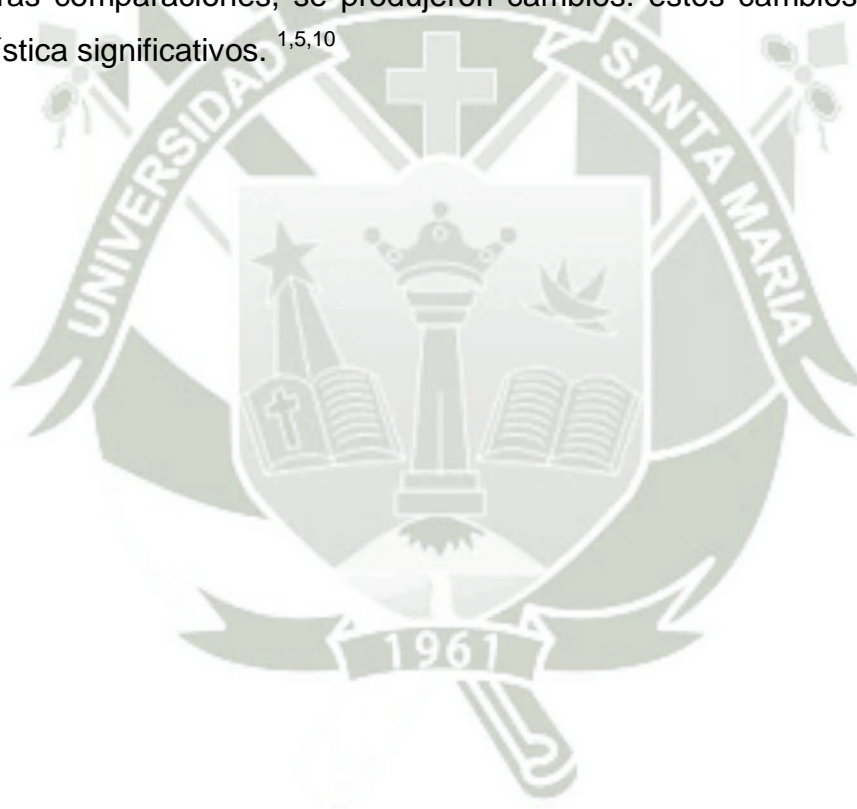 ras comparaciones, se produjeron cambios: estos cambios
ística significativos. 1,5,10
UNIVERSIDAD
SANTA MARIA
1961